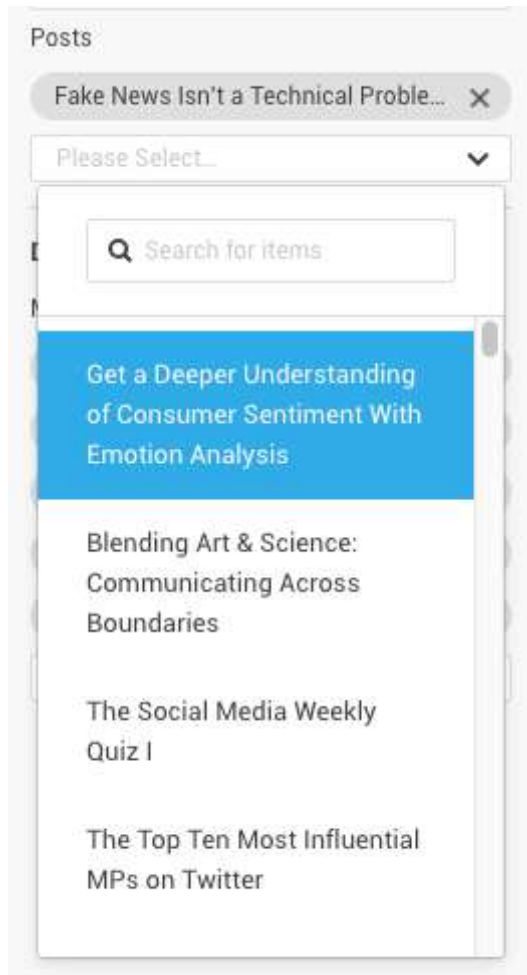 Posts
Fake News Isn't a Technical Proble...
Please Select...
Search for items
Get a Deeper Understanding
of Consumer Sentiment With
Emotion Analysis
Blending Art & Science:
Communicating Across
Boundaries
The Social Media Weekly
Quiz I
The Top Ten Most Influential
MPs on Twitter